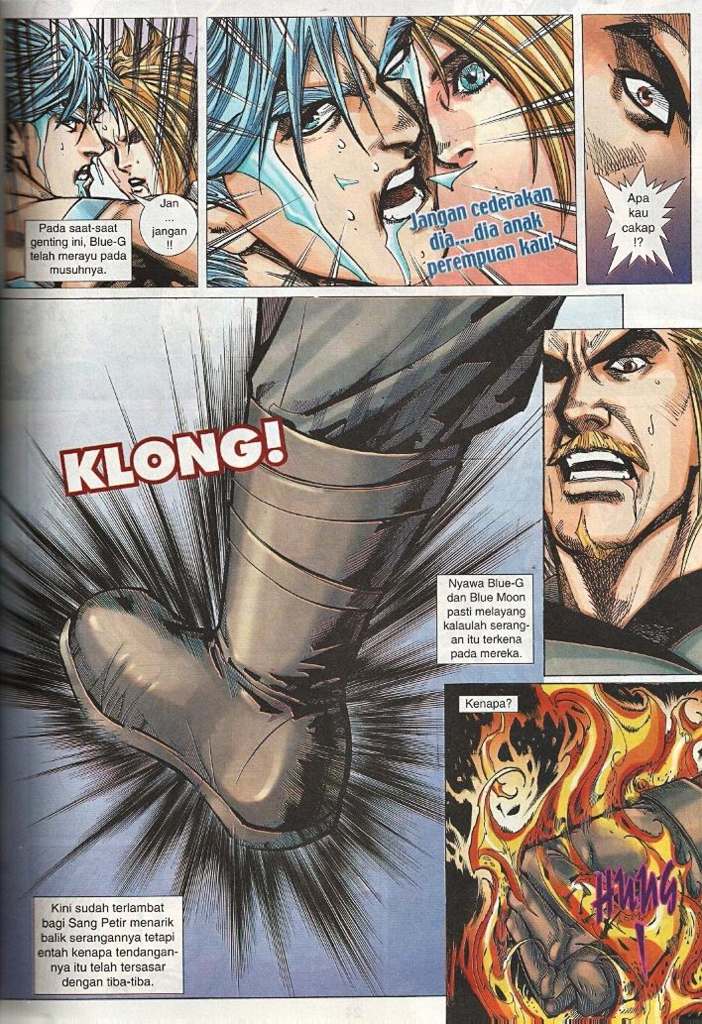 Pada saat-saat
genting ini, Blue-G
telah merayu pada
musuhnya.
Jan
...
jangan
!!
Jangan cederakan
dia....dia anak
perempuan kau!
Apa
kau
cakap
!?
KLONG!
Nyawa Blue-G
dan Blue Moon
pasti melayang
kalaulah serang-
an itu terkena
pada mereka.
Kenapa?
HNNG
!
Kini sudah terlambat
bagi Sang Petir menarik
balik serangannya tetapi
entah kenapa tendangan-
nya itu telah tersasar
dengan tiba-tiba.